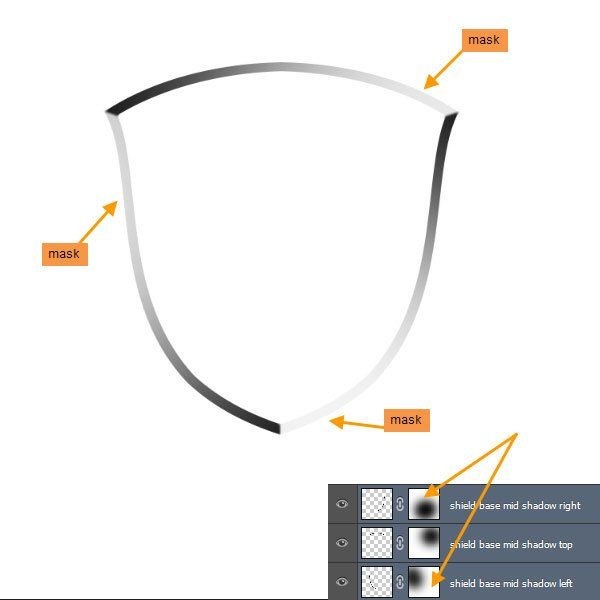 mask
mask
mask
shield base mid shadow right
shield base mid shadow top
shield base mid shadow left